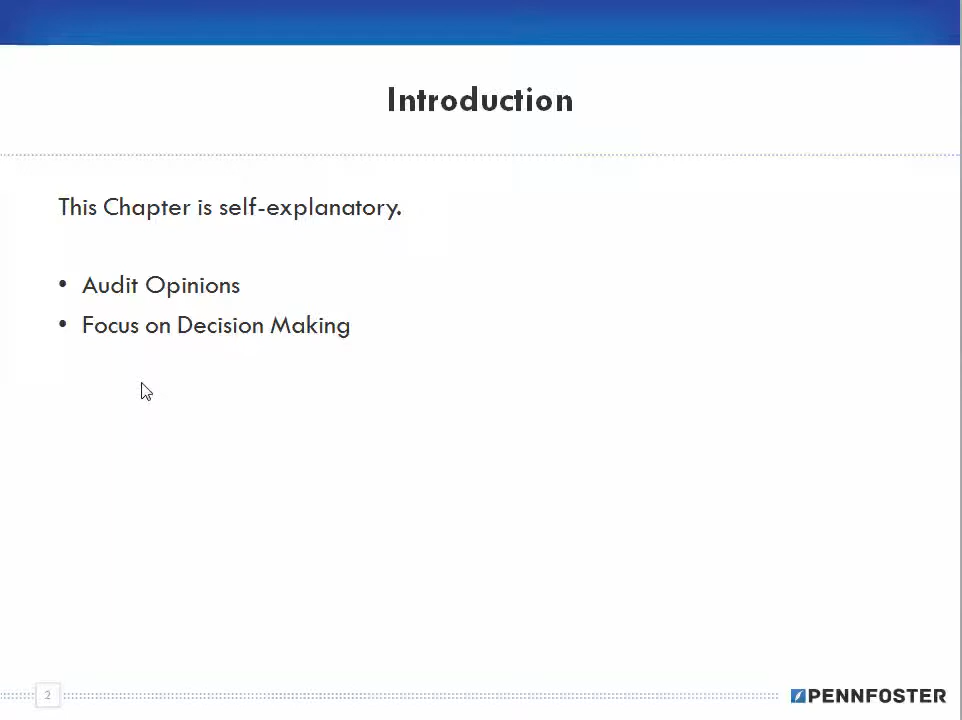 Introduction
This Chapter is self-explanatory.
• Audit Opinions
• Focus on Decision Making
2
PENNFOSTER